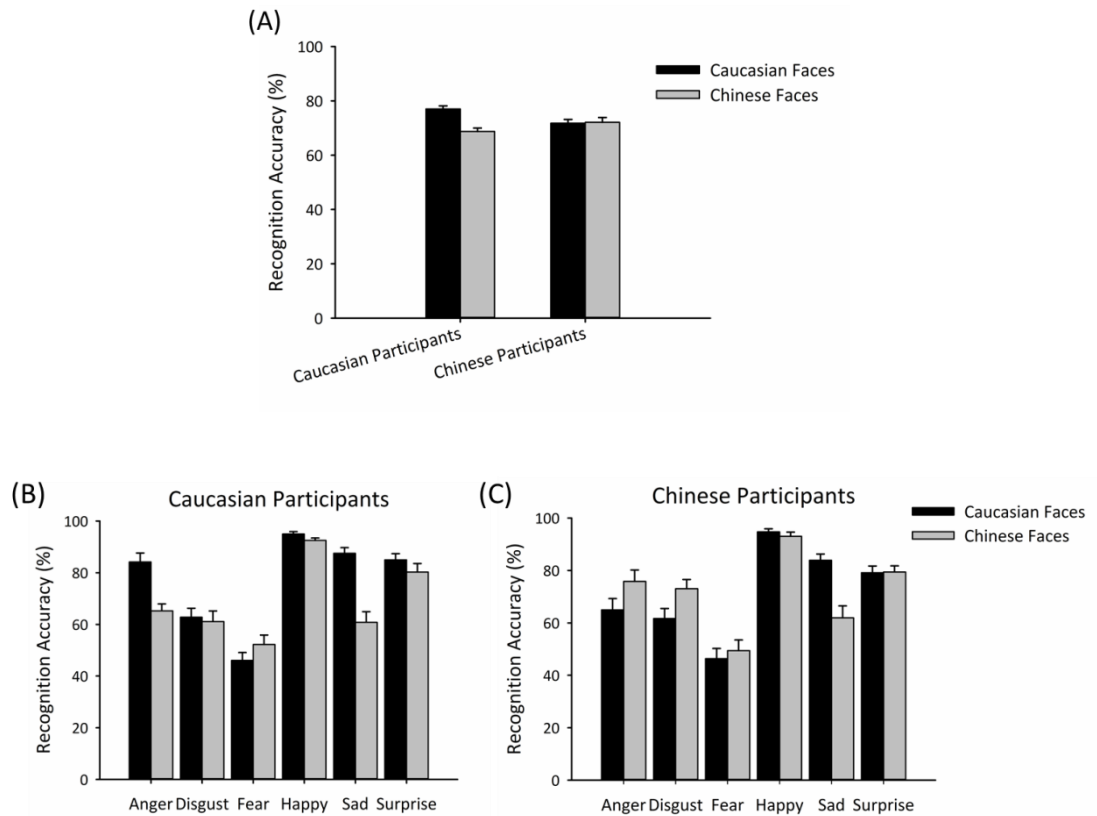 (A)
100
80
60
40
20
0
Recognition Accuracy (%)
Caucasian Faces
Chinese Faces
Caucasian Participants
Chinese Participants
(B)
Caucasian Participants
100
80
60
40
20
0
Recognition Accuracy (%)
Anger Disgust Fear Happy Sad Surprise
(C)
Chinese Participants
100
80
60
40
20
0
Recognition Accuracy (%)
Anger Disgust Fear Happy Sad Surprise
Caucasian Faces
Chinese Faces